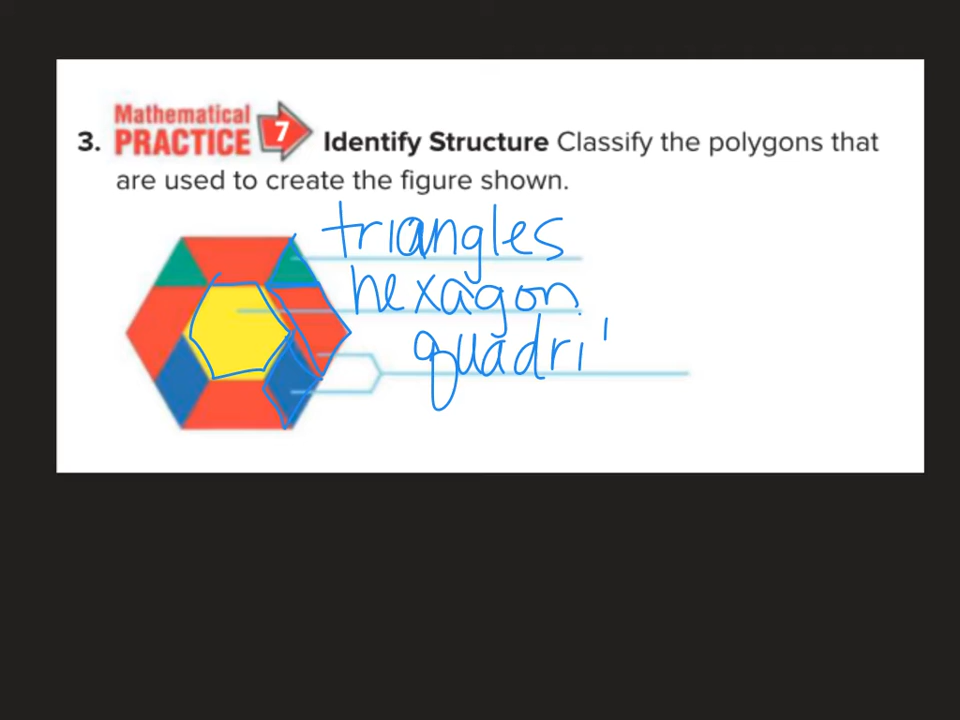 Mathematical
3. PRACTICE 7 Identify Structure Classify the polygons that
are used to create the figure shown.
triangles
hexagon
quadri